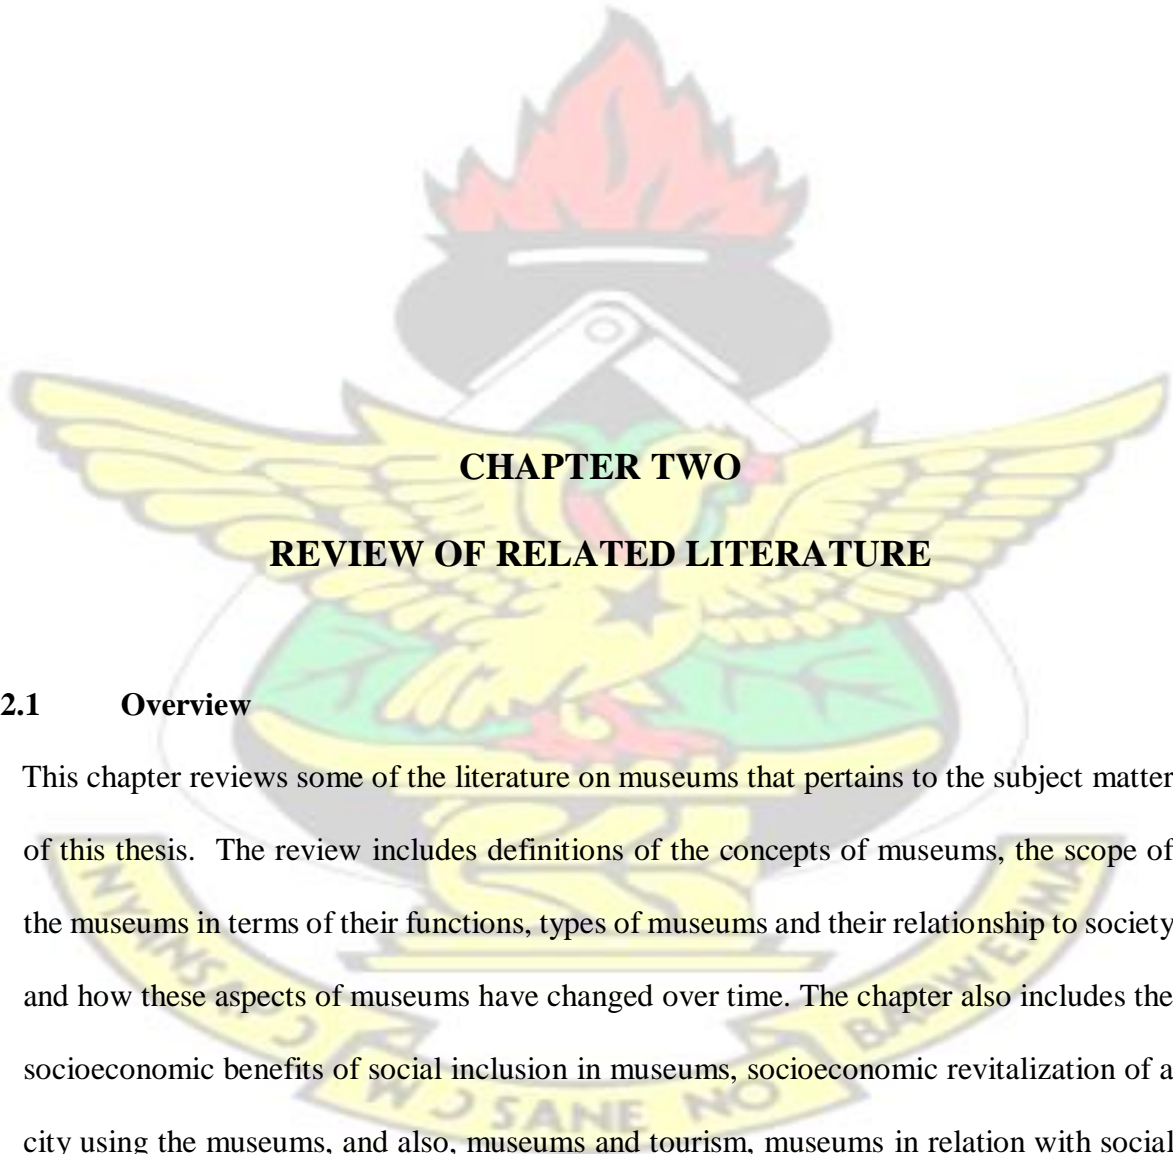 CHAPTER TWO
REVIEW OF RELATED LITERATURE
2.1 Overview
This chapter reviews some of the literature on museums that pertains to the subject matter
of this thesis. The review includes definitions of the concepts of museums, the scope of
the museums in terms of their functions, types of museums and their relationship to society
and how these aspects of museums have changed over time. The chapter also includes the
socioeconomic benefits of social inclusion in museums, socioeconomic revitalization of a
city using the museums, and also, museums and tourism, museums in relation with social
NYANSAPƆ WƆSANE NO BADWENMA